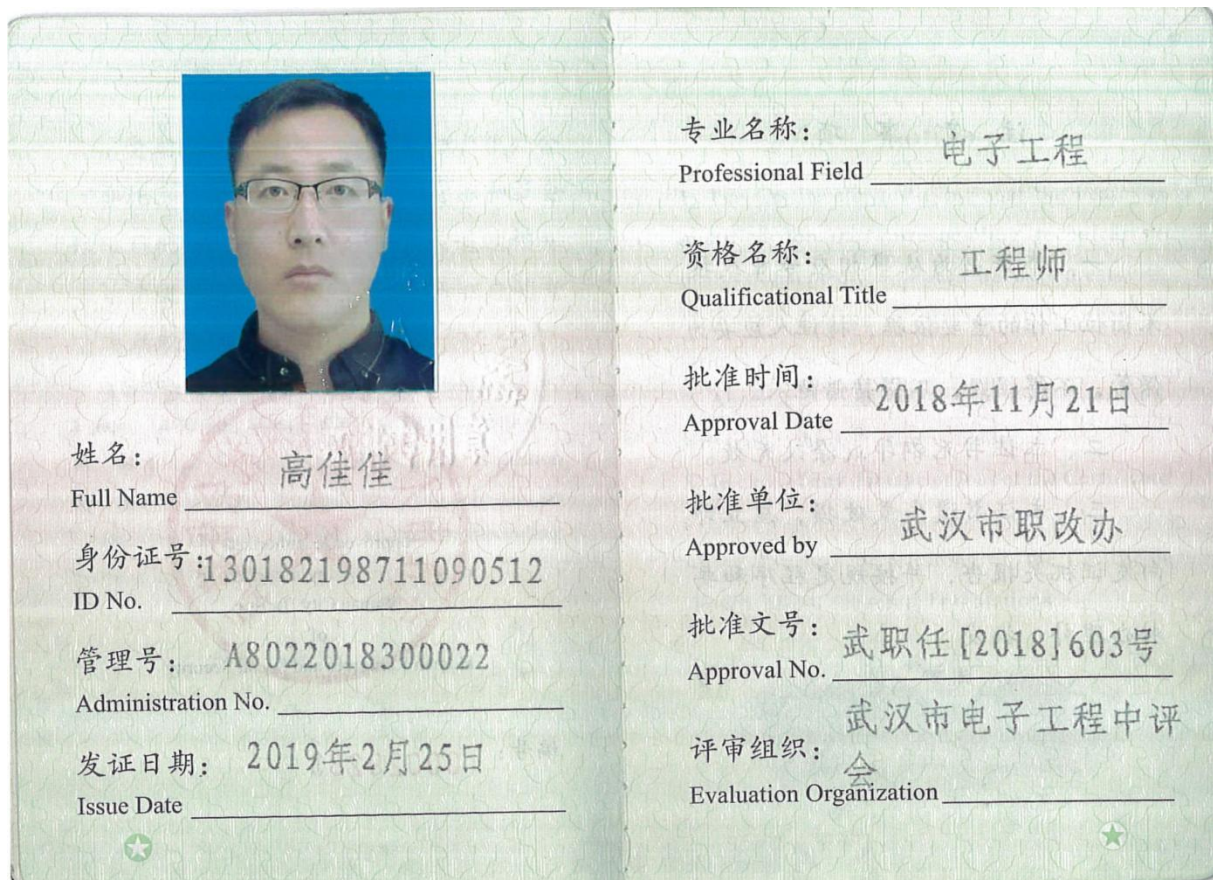 姓名：
高佳佳
Full Name
身份证号：130182198711090512
ID No.
管理号：A8022018300022
Administration No.
发证日期：2019年2月25日
Issue Date
专业名称：
电子工程
Professional Field
资格名称：
工程师
Qualificational Title
批准时间：
2018年11月21日
Approval Date
批准单位：
武汉市职改办
Approved by
批准文号：
武职任[2018]603号
Approval No.
武汉市电子工程中评
评审组织：
会
Evaluation Organization